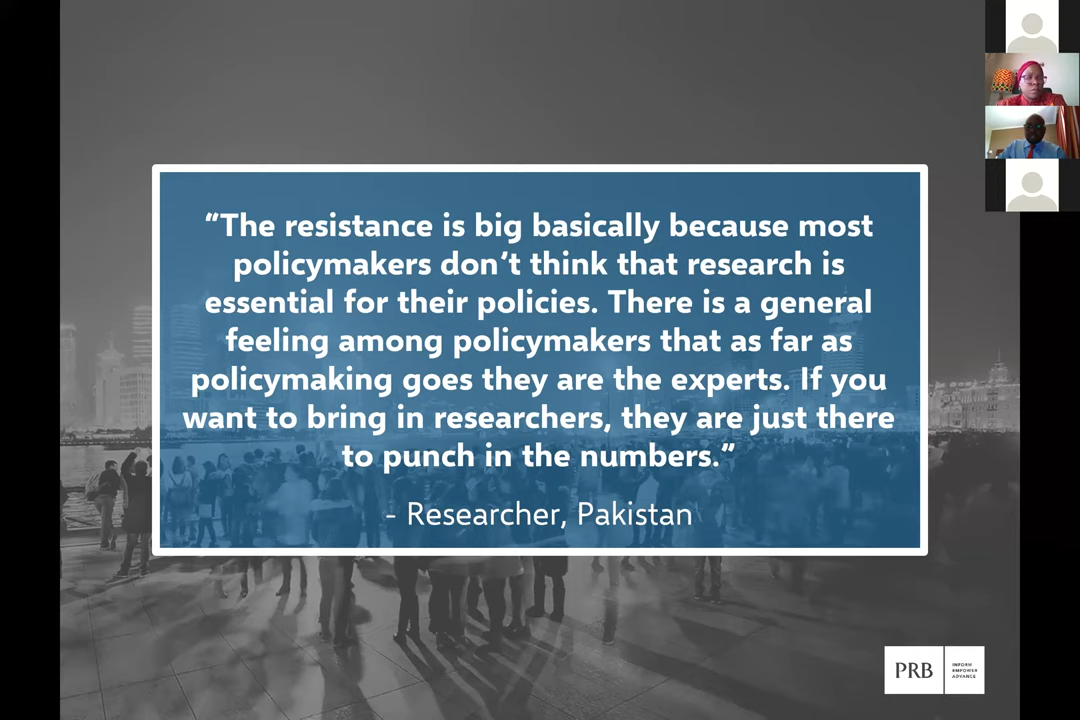 “The resistance is big basically because most
policymakers don’t think that research is
essential for their policies. There is a general
feeling among policymakers that as far as
policymaking goes they are the experts. If you
want to bring in researchers, they are just there
to punch in the numbers.”
- Researcher, Pakistan
PRB
INFORM
EMPOWER
ADVANCE